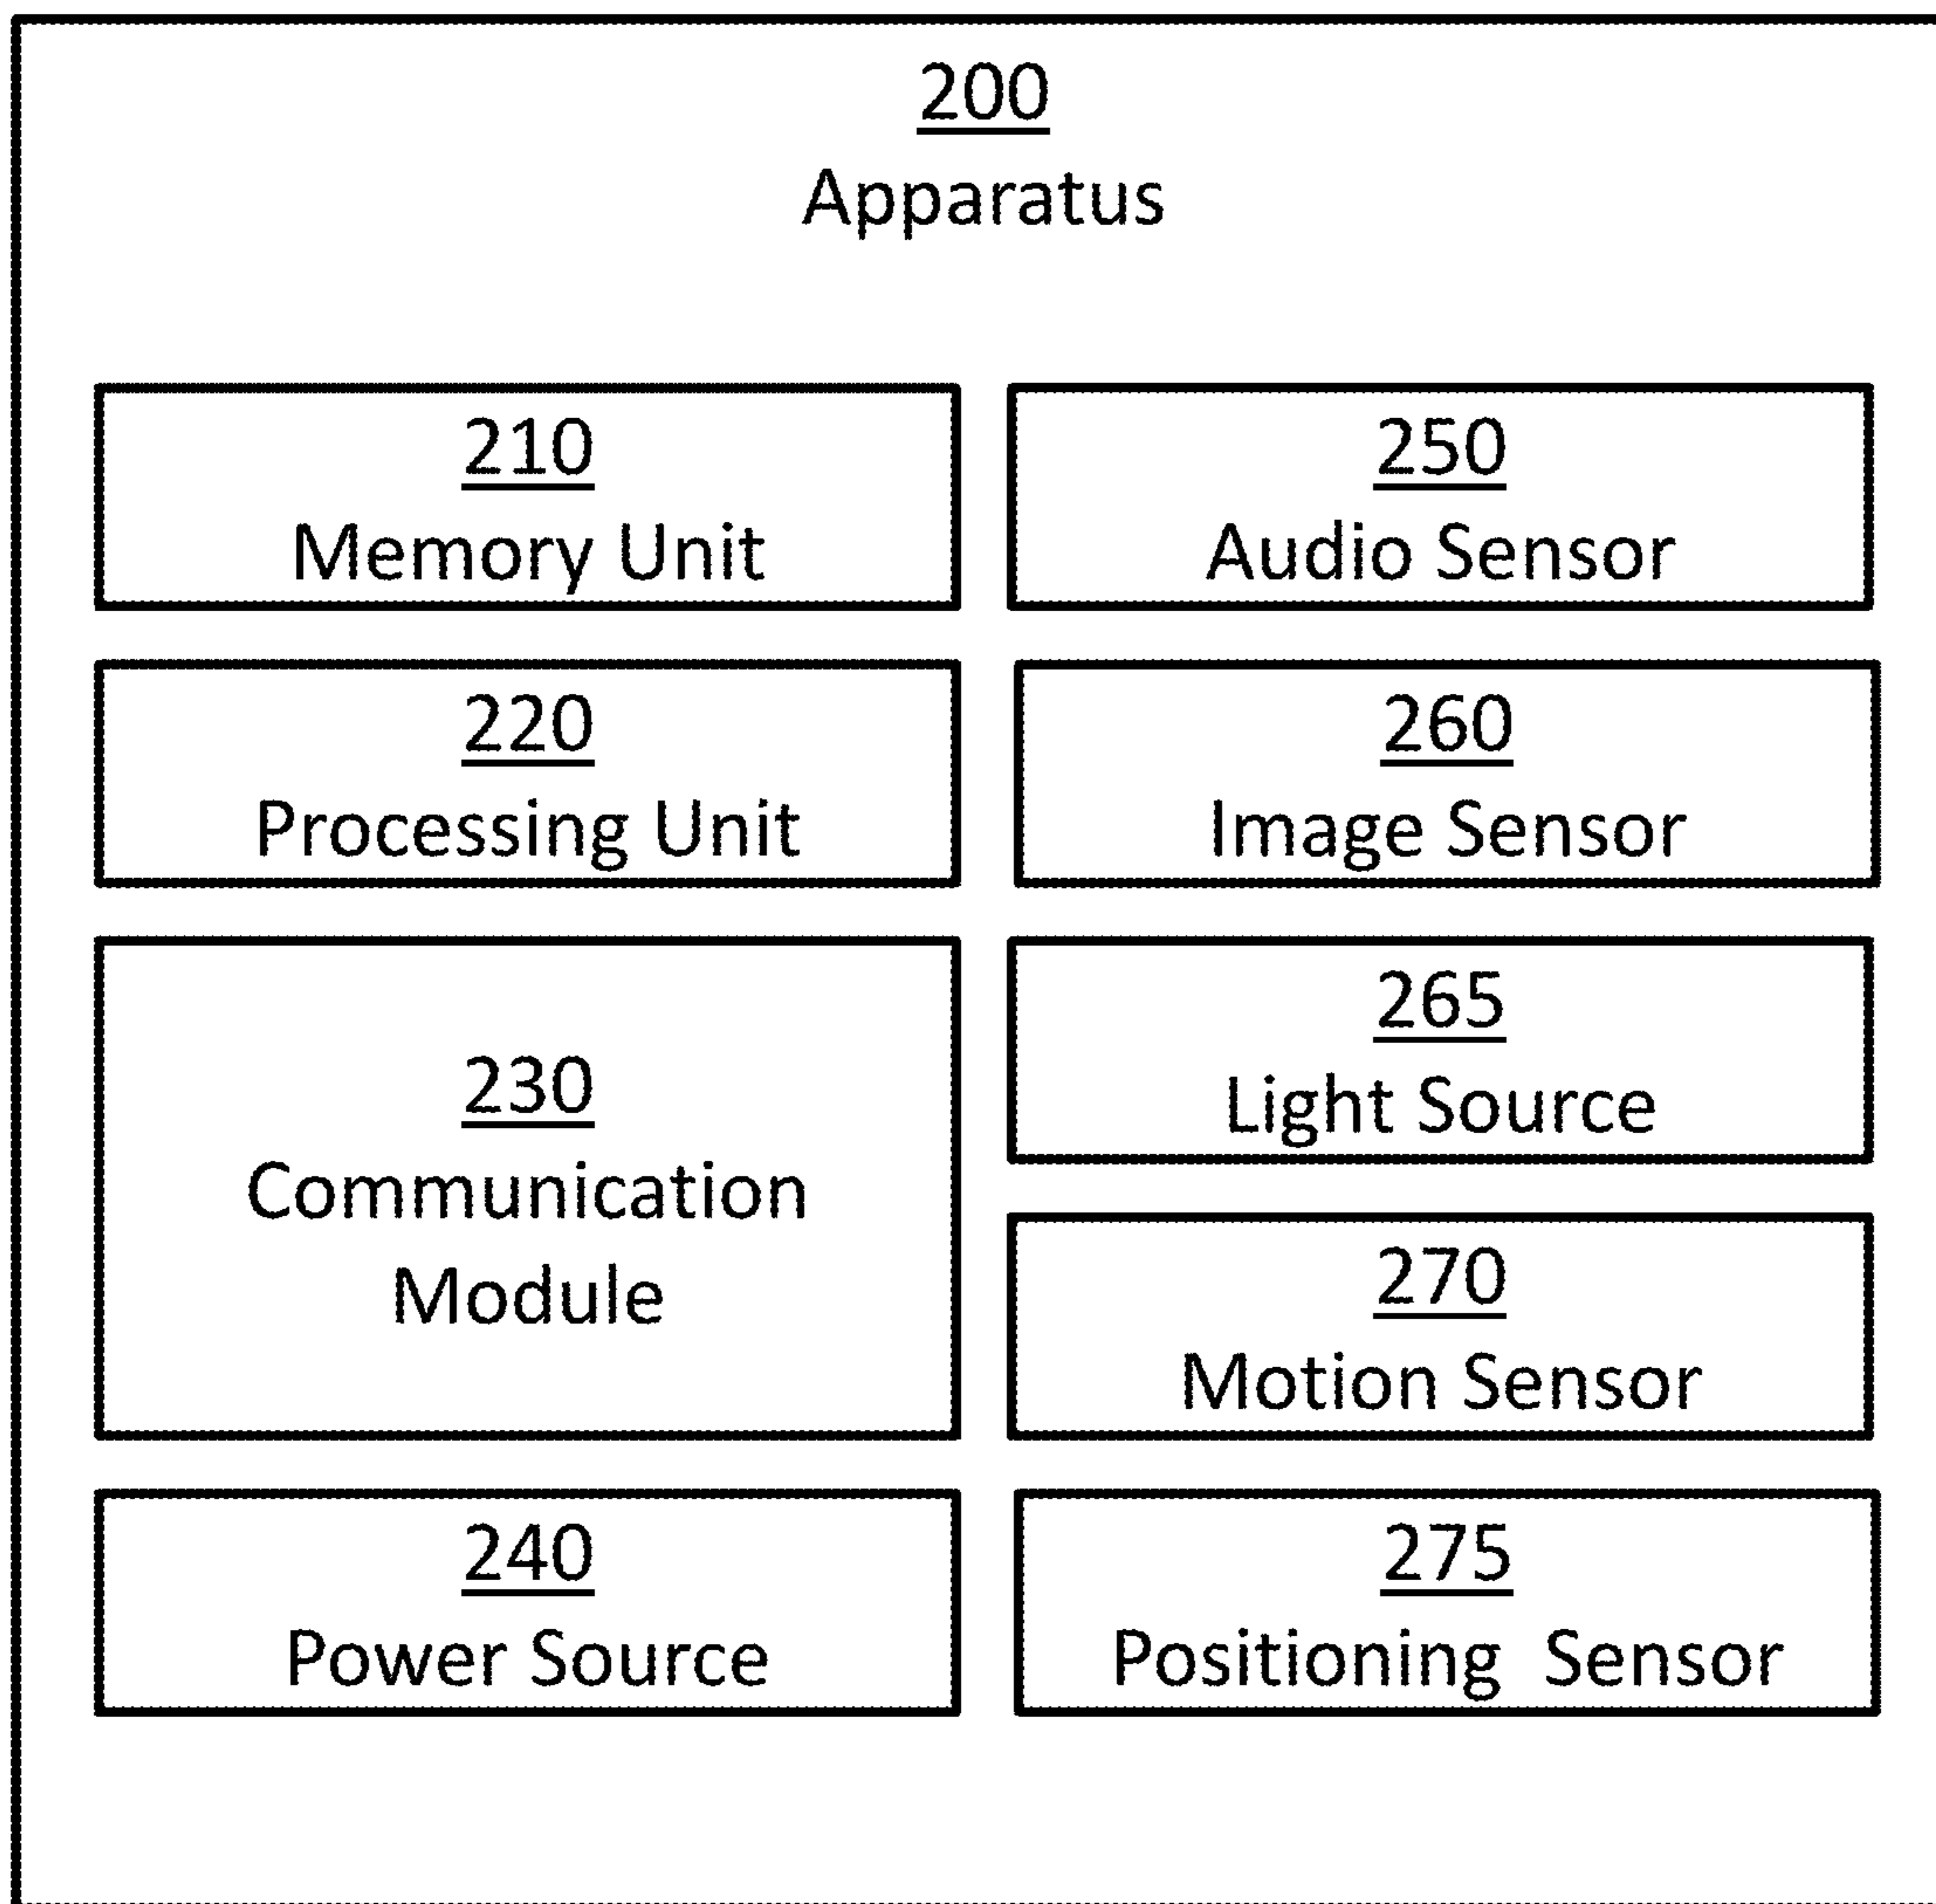 200
Apparatus
210
Memory Unit
250
Audio Sensor
220
Processing Unit
260
Image Sensor
230
Communication
Module
265
Light Source
270
Motion Sensor
240
Power Source
275
Positioning  Sensor